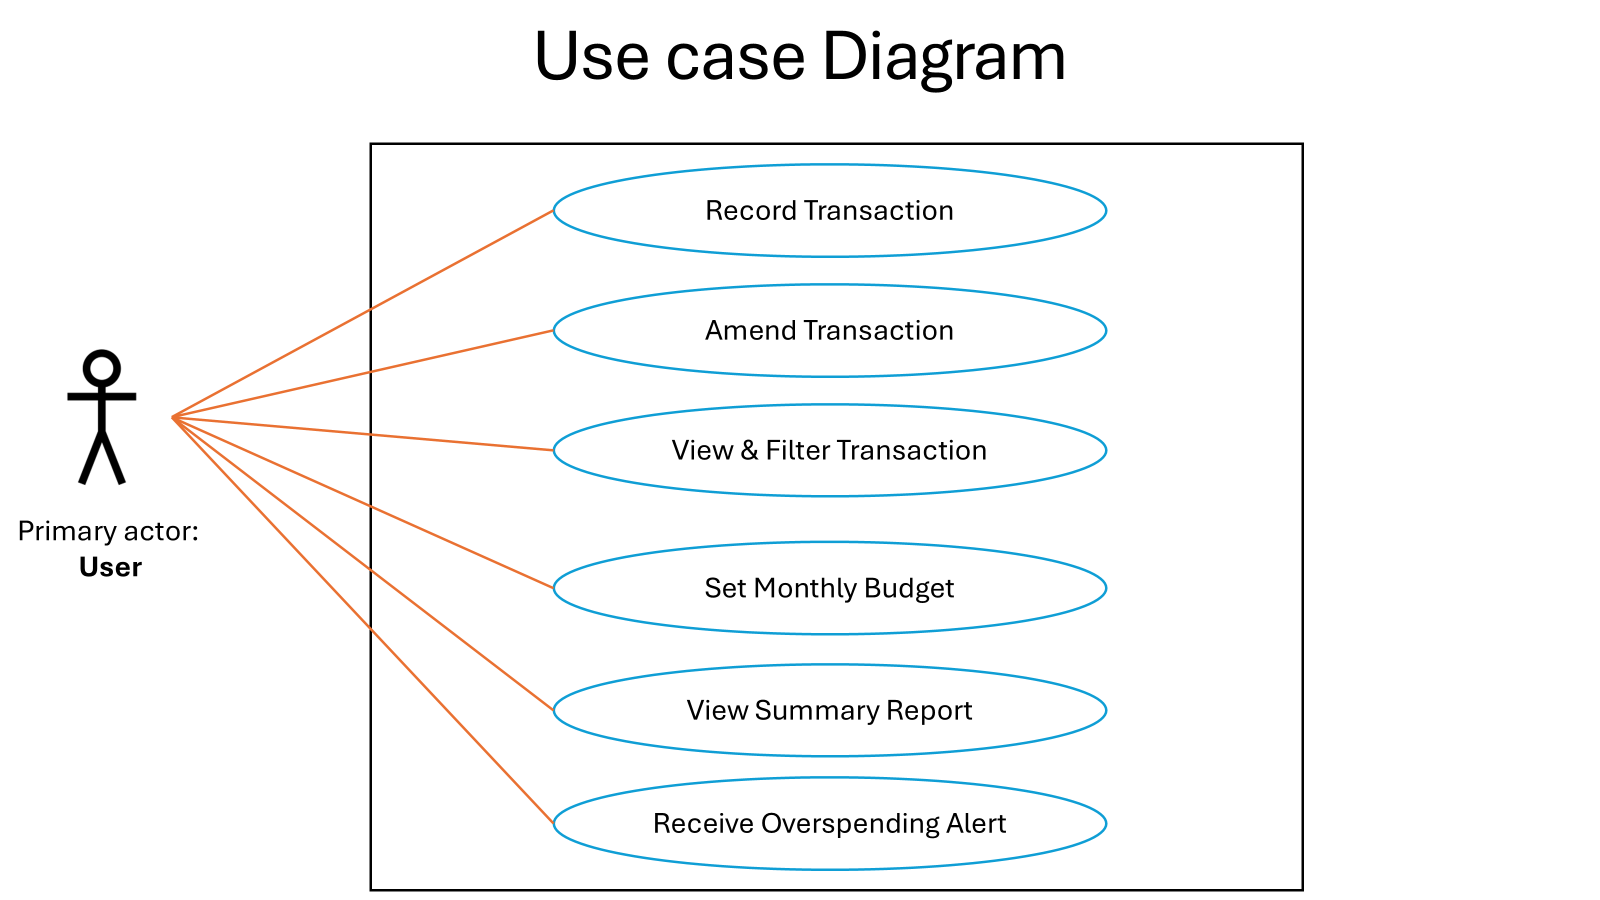 Use case Diagram
Record Transaction
Amend Transaction
View & Filter Transaction
Primary actor:
User
Set Monthly Budget
View Summary Report
Receive Overspending Alert